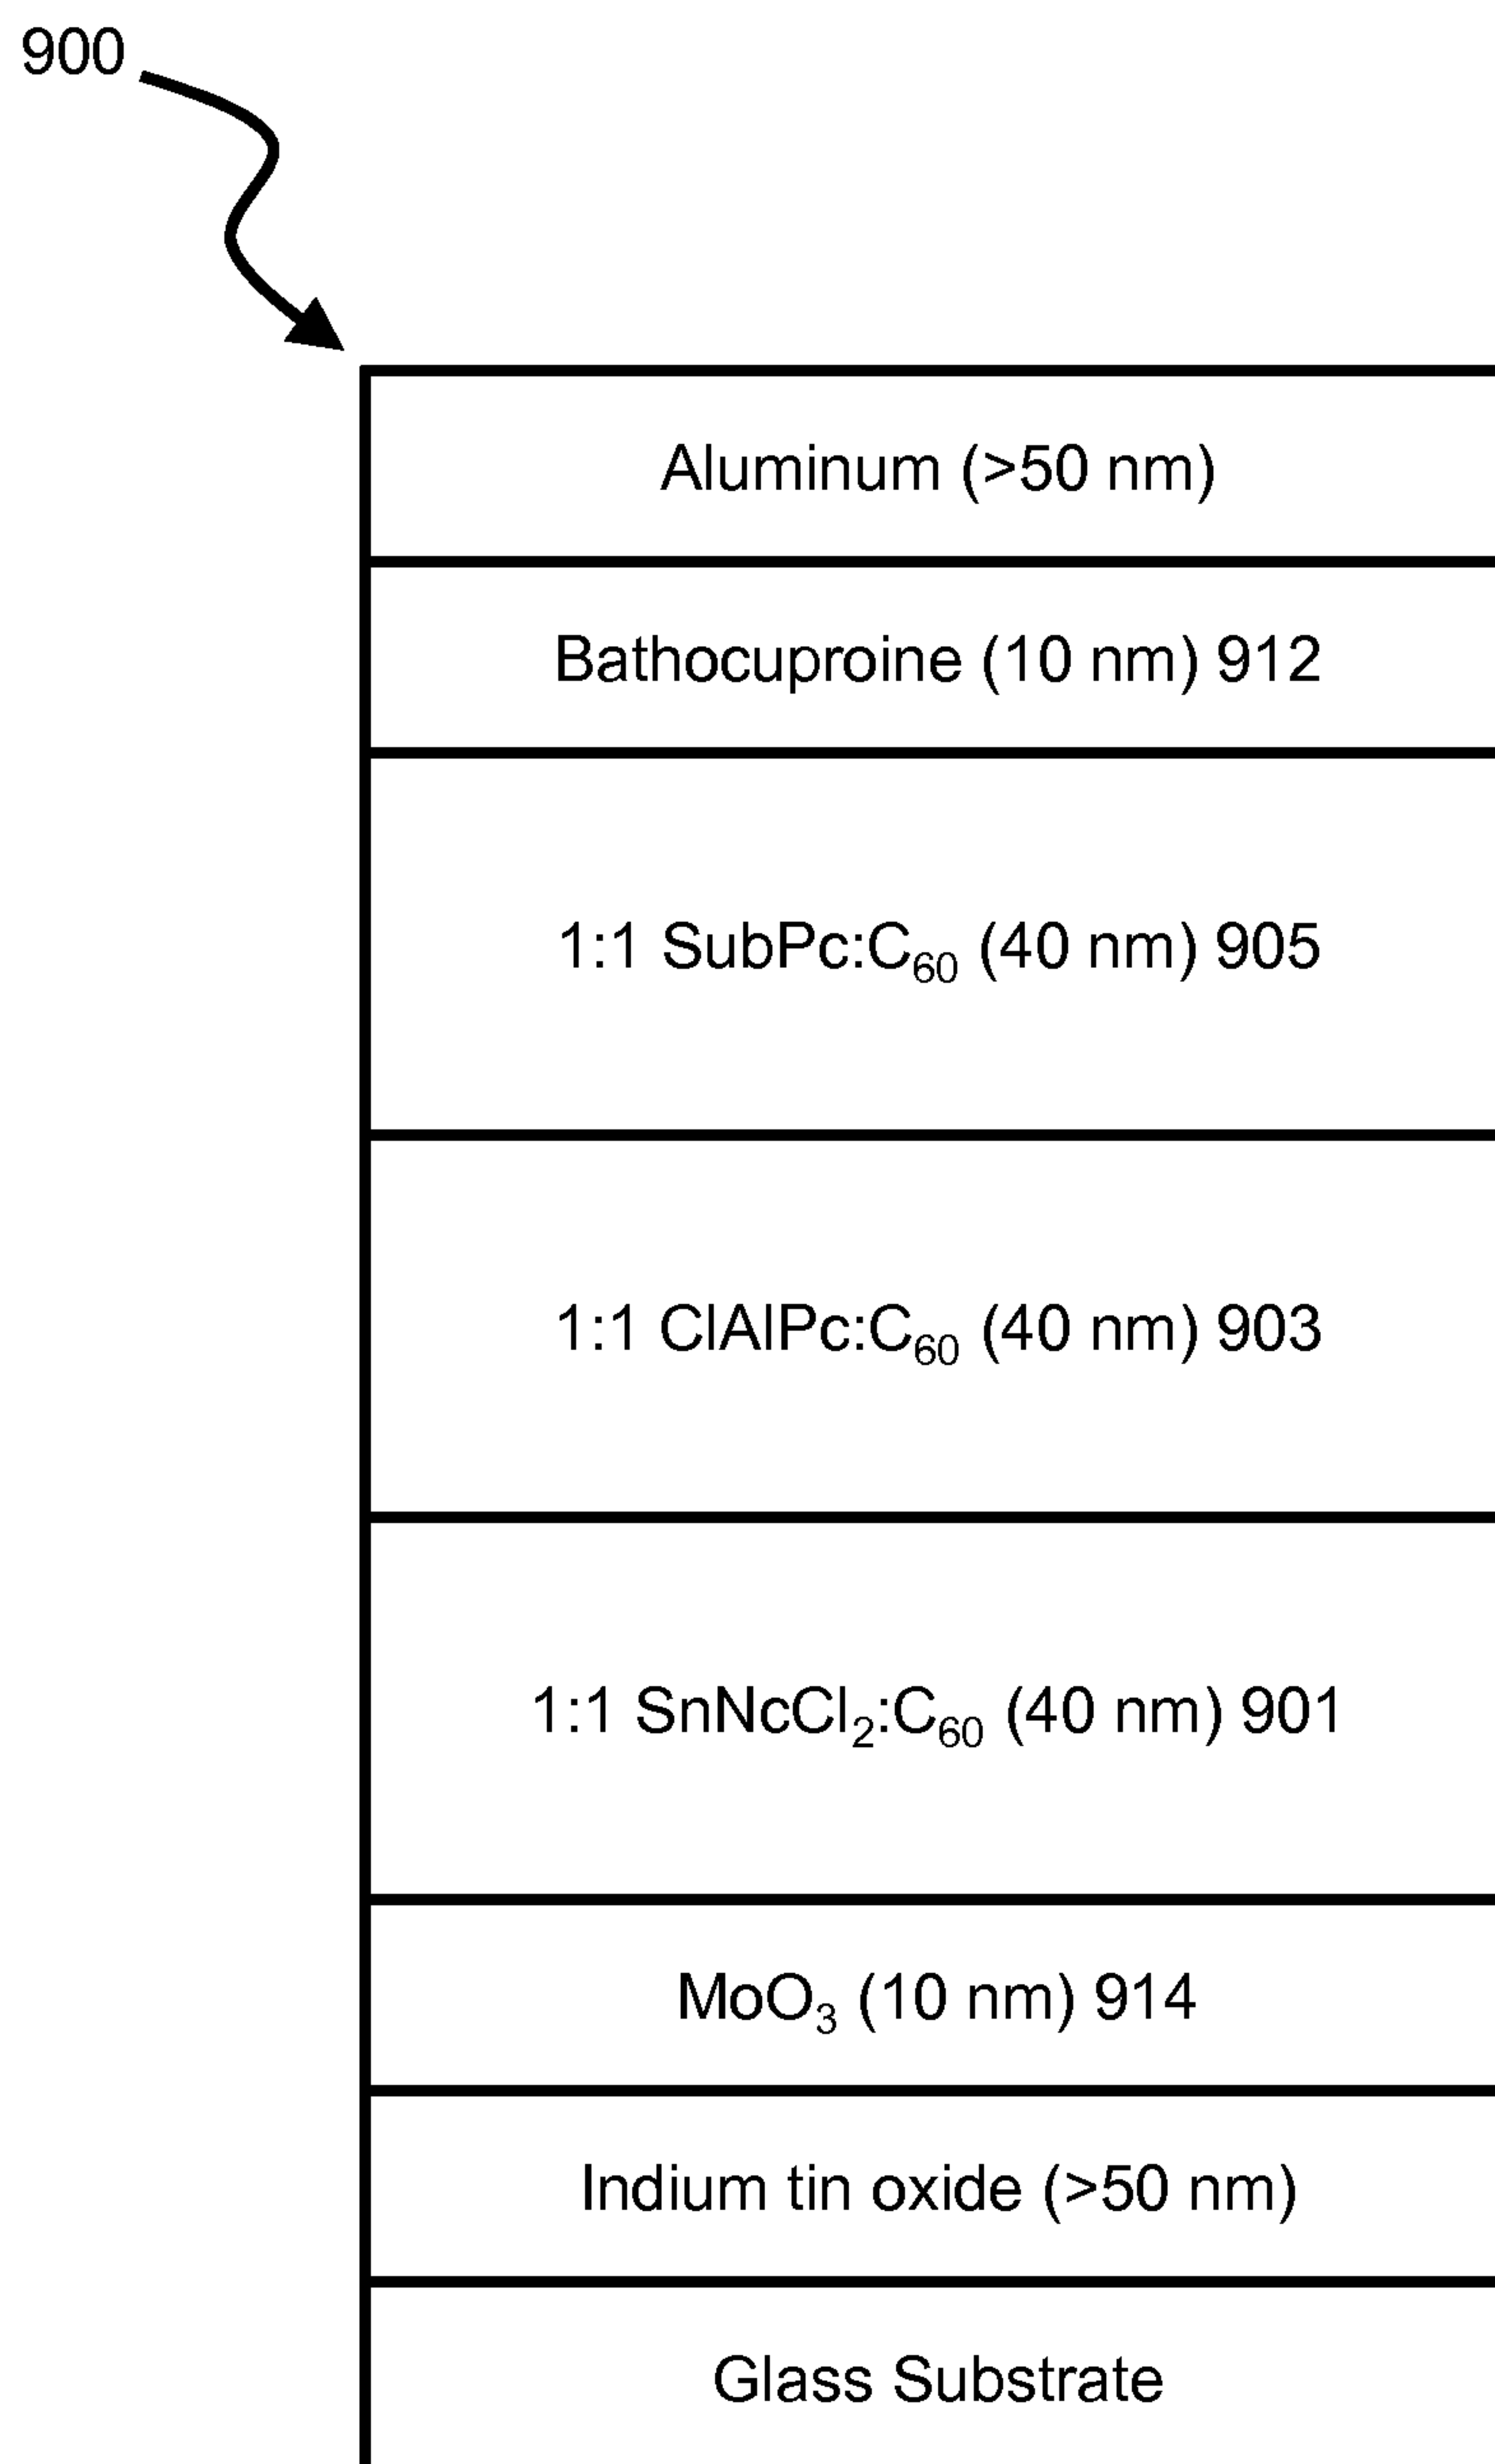 900
Aluminum (>50 nm)
Bathocuproine (10 nm) 912
1:1 SubPc:C₆₀ (40 nm) 905
1:1 ClAlPc:C₆₀ (40 nm) 903
1:1 SnNcCl₂:C₆₀ (40 nm) 901
MoO₃ (10 nm) 914
Indium tin oxide (>50 nm)
Glass Substrate